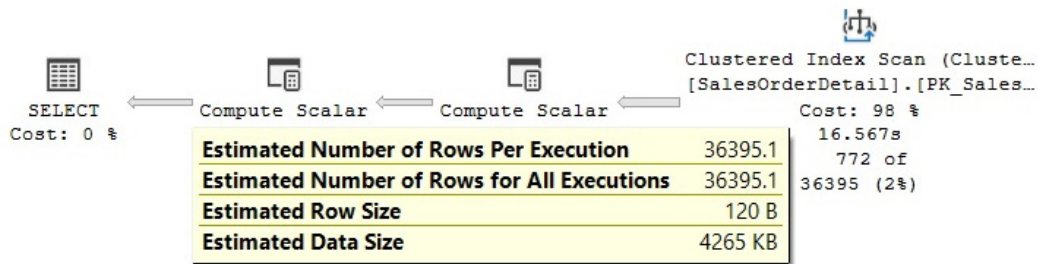 Clustered Index Scan (Cluste…
[SalesOrderDetail].[PK_Sales…
Cost: 98 %
16.567s
772 of
36395 (2%)
SELECT
Cost: 0 %
Compute Scalar
Compute Scalar
Estimated Number of Rows Per Execution 36395.1
Estimated Number of Rows for All Executions 36395.1
Estimated Row Size 120 B
Estimated Data Size 4265 KB